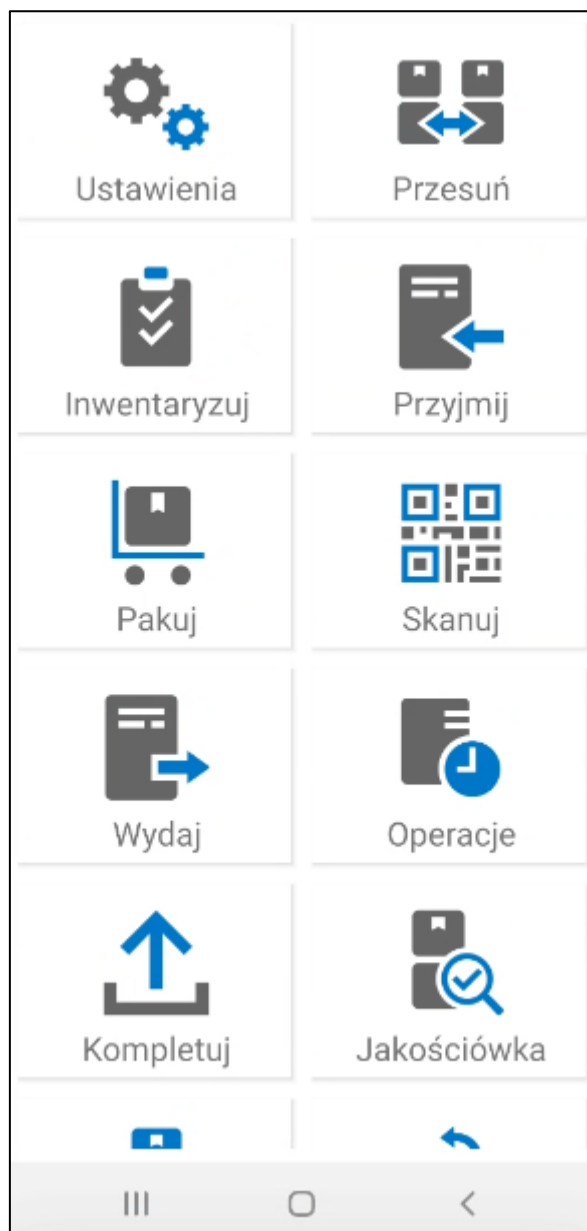 Ustawienia
Przesuń
Inwentaryzuj
Przyjmij
Pakuj
Skanuj
Wydaj
Operacje
Kompletuj
Jakościówka